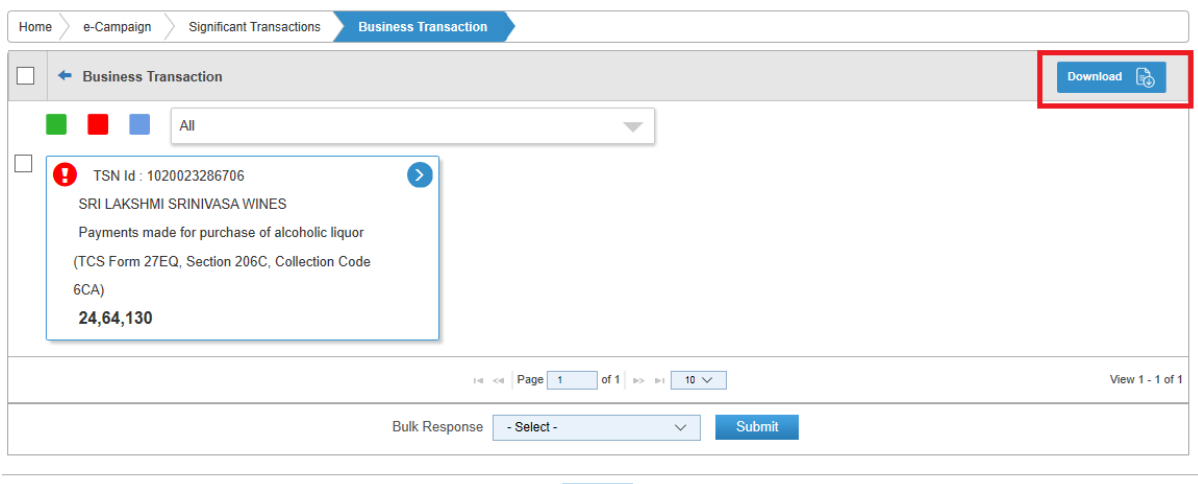 Home e-Campaign Significant Transactions Business Transaction
Business Transaction Download
All
TSN Id : 1020023286706
SRI LAKSHMI SRINIVASA WINES
Payments made for purchase of alcoholic liquor
(TCS Form 27EQ, Section 206C, Collection Code
6CA)
24,64,130
Page 1 of 1 10 View 1 - 1 of 1
Bulk Response - Select - Submit